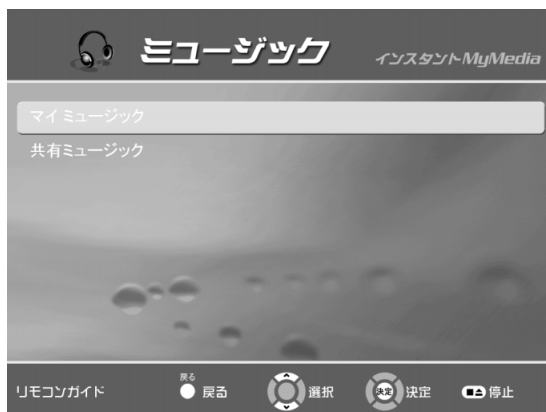 ミュージック
インスタントMyMedia
マイ ミュージック
共有ミュージック
リモコンガイド
戻る
戻る
選択
決定
決定
停止